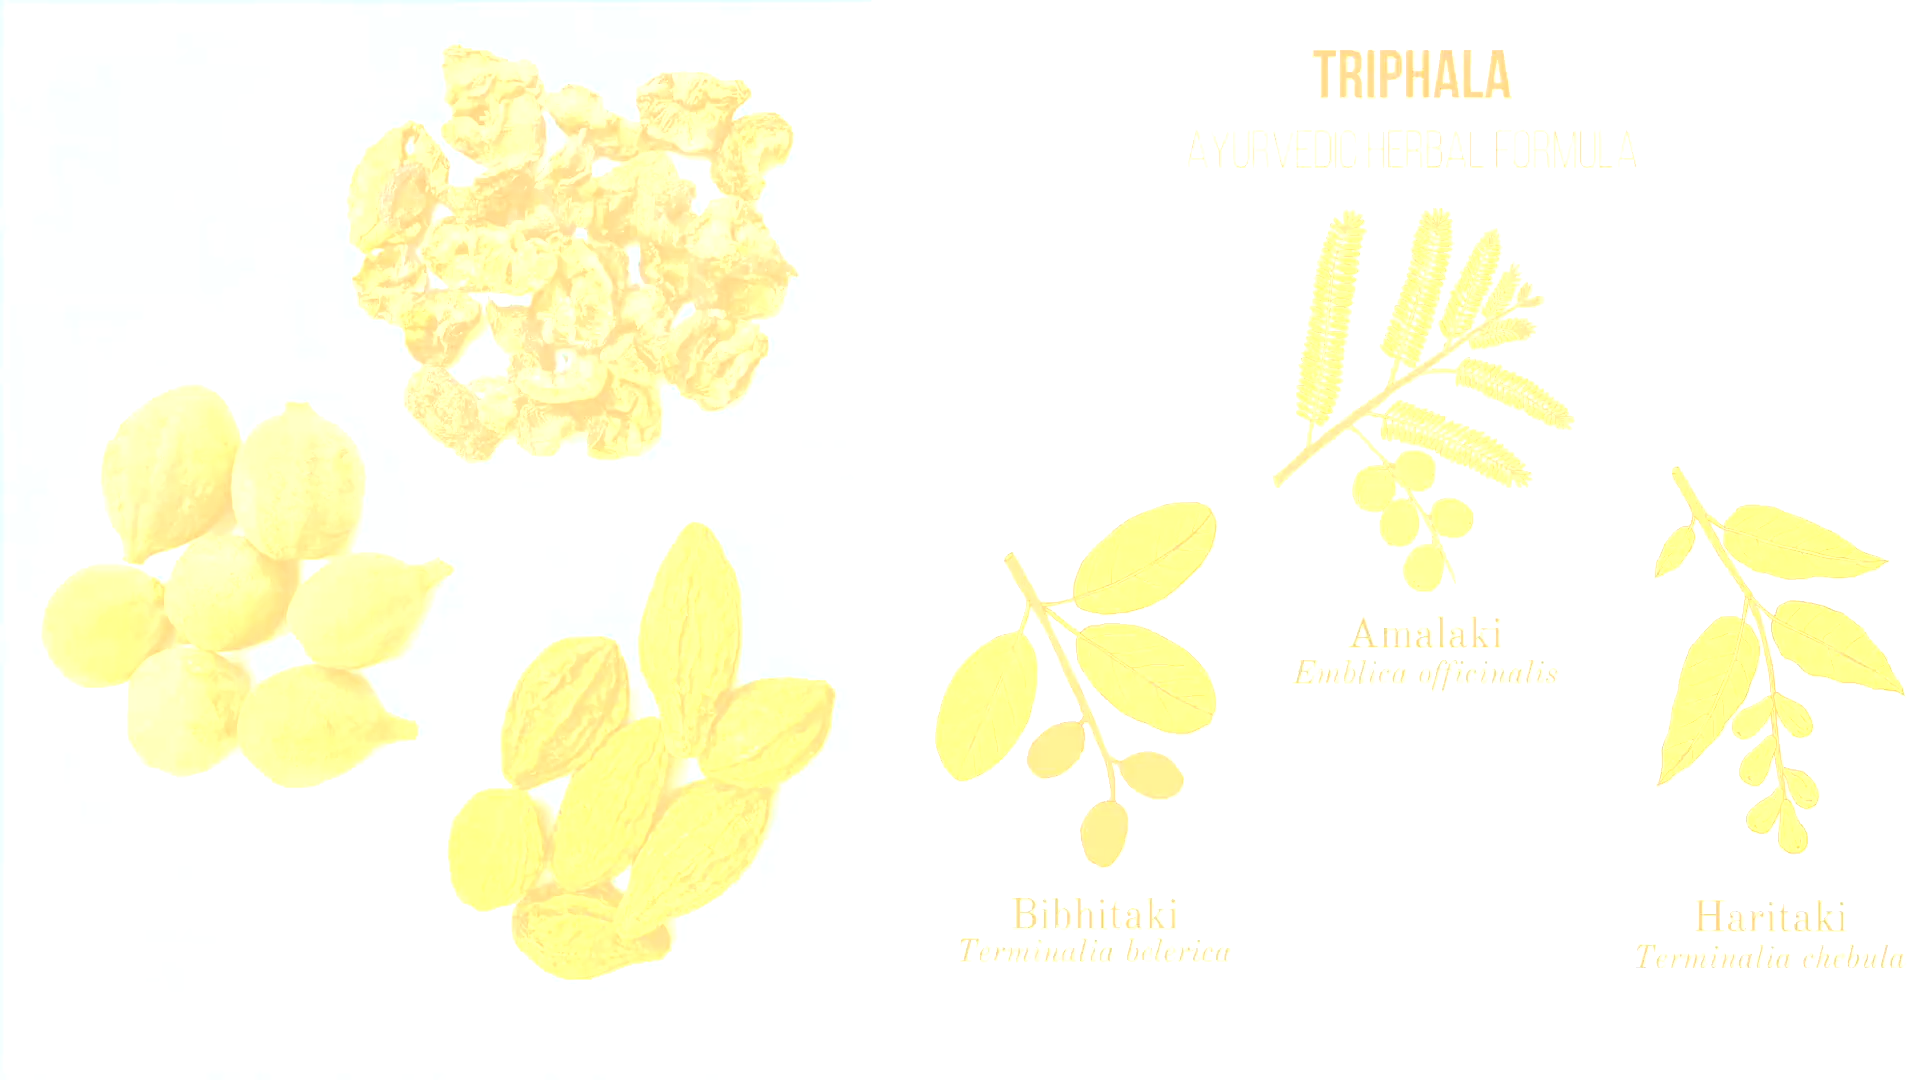 TRIPHALA
AYURVEDIC HERBAL FORMULA
Amalaki
Emblica officinalis
Bibhitaki
Terminalia belerica
Haritaki
Terminalia chebula